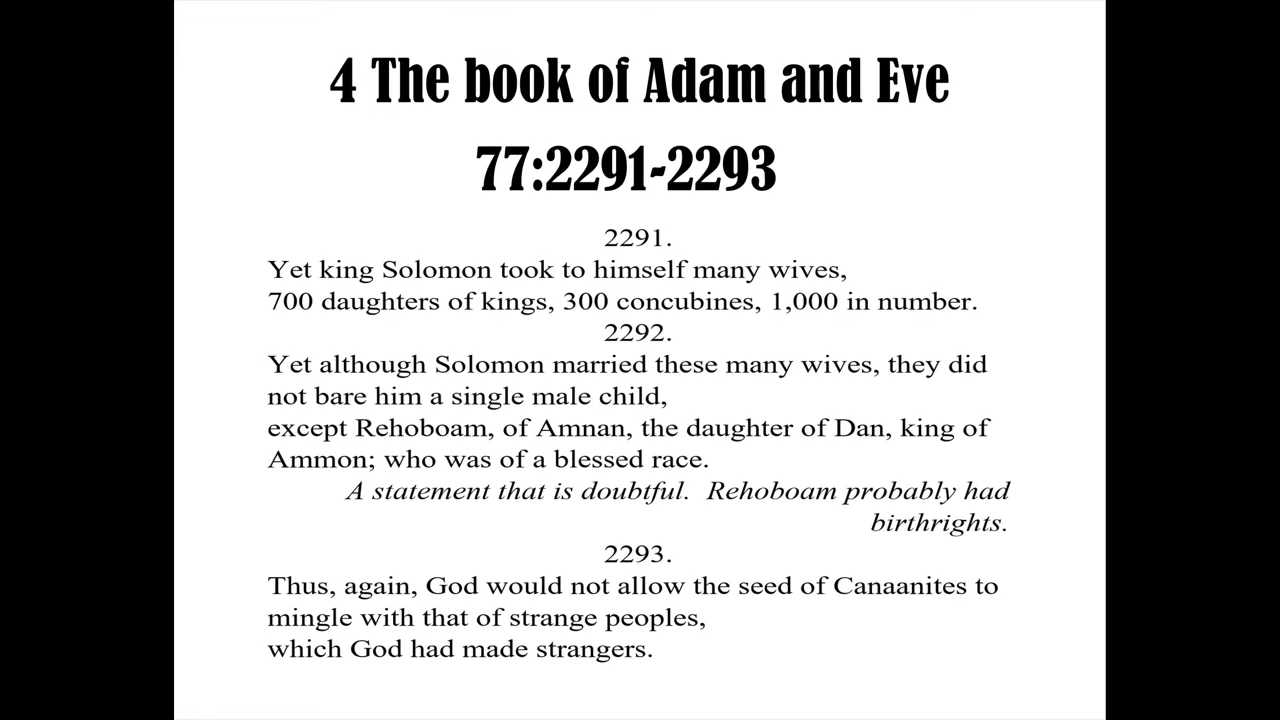 4 The book of Adam and Eve
77:2291-2293
2291.
Yet king Solomon took to himself many wives,
700 daughters of kings, 300 concubines, 1,000 in number.
2292.
Yet although Solomon married these many wives, they did
not bare him a single male child,
except Rehoboam, of Amnan, the daughter of Dan, king of
Ammon; who was of a blessed race.
A statement that is doubtful.  Rehoboam probably had
birthrights.
2293.
Thus, again, God would not allow the seed of Canaanites to
mingle with that of strange peoples,
which God had made strangers.